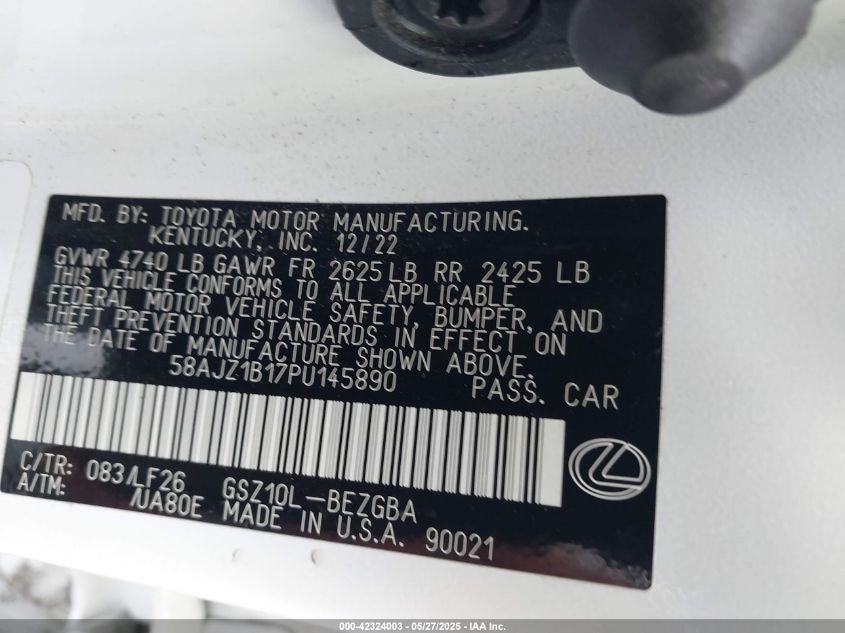 MFD. BY: TOYOTA MOTOR MANUFACTURING.
KENTUCKY, INC. 12/22
GVWR 4740 LB GAWR FR 2625 LB RR 2425 LB
THIS VEHICLE CONFORMS TO ALL APPLICABLE
FEDERAL MOTOR VEHICLE SAFETY, BUMPER, AND
THEFT PREVENTION STANDARDS IN EFFECT ON
THE DATE OF MANUFACTURE SHOWN ABOVE.
58AJZ1B17PU145890 PASS. CAR
C/TR: 083/LF26 GSZ10L-BEZGBA
A/TM: /UA80E MADE IN U.S.A. 90021
000-42324003 — 05/27/2025 — IAA Inc.